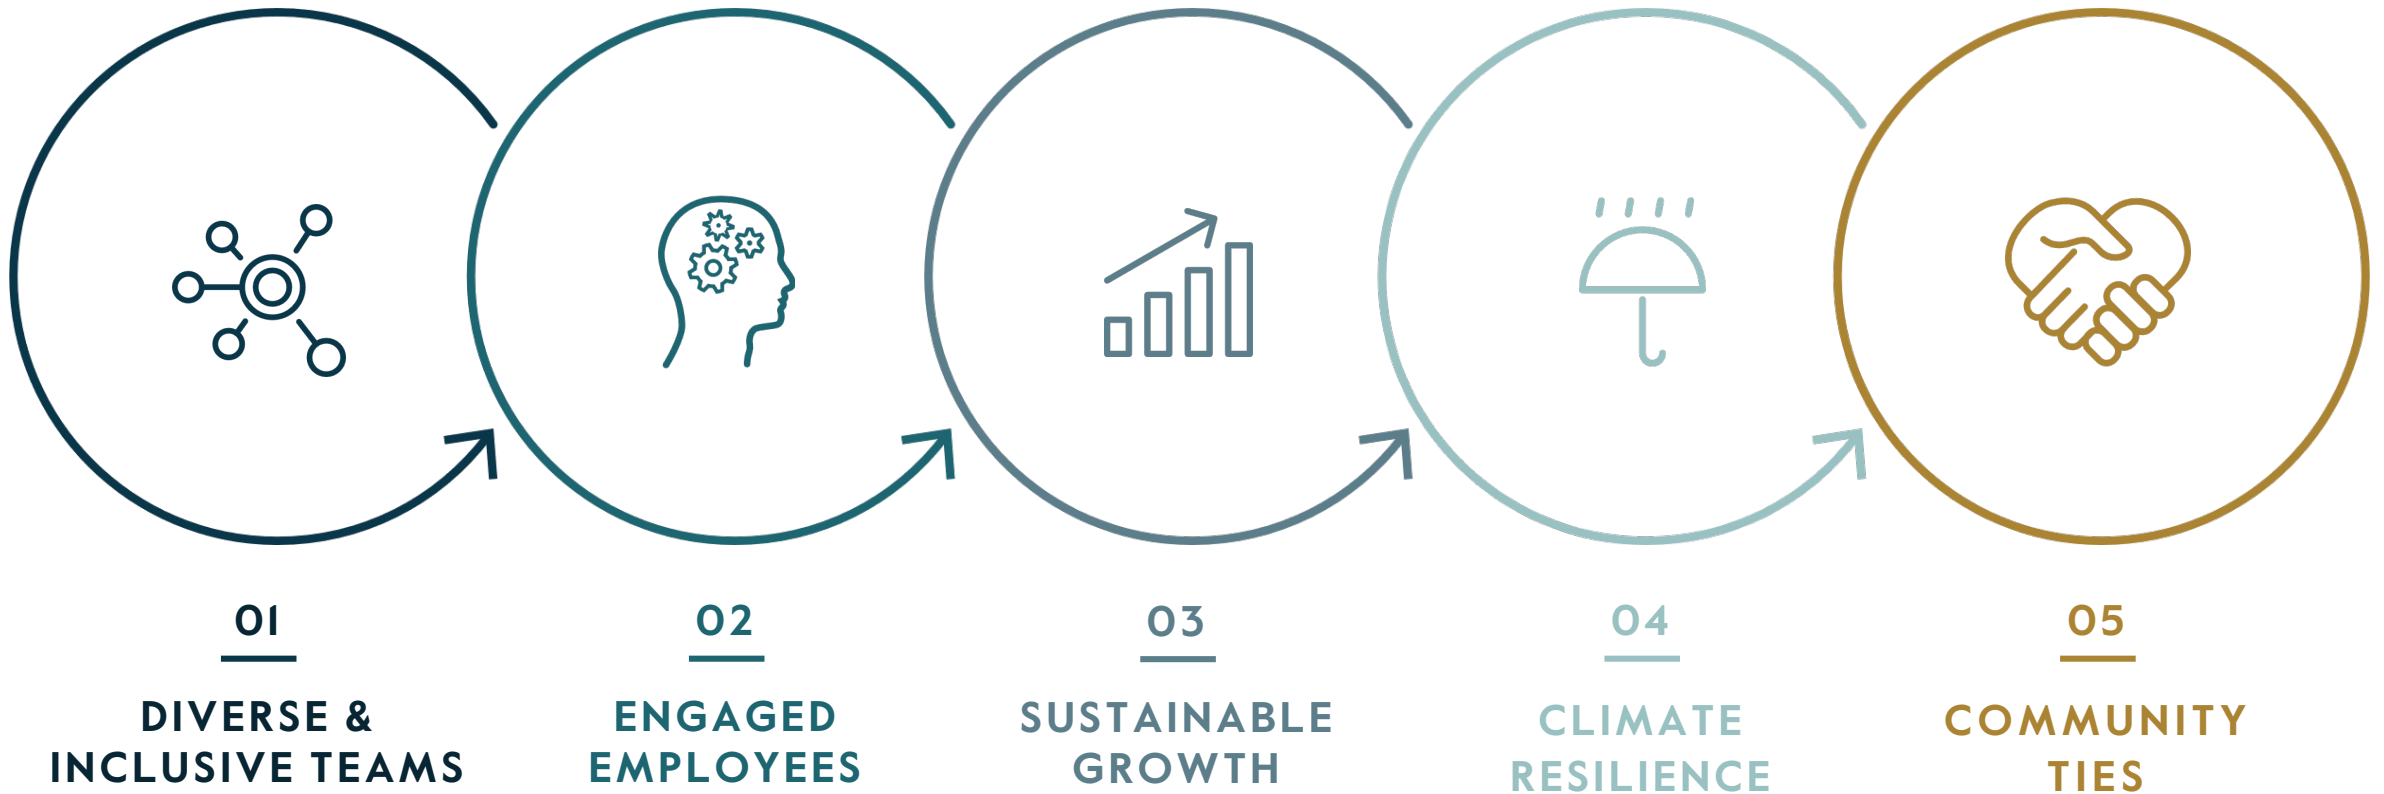 01
DIVERSE &
INCLUSIVE TEAMS
02
ENGAGED
EMPLOYEES
03
SUSTAINABLE
GROWTH
04
CLIMATE
RESILIENCE
05
COMMUNITY
TIES